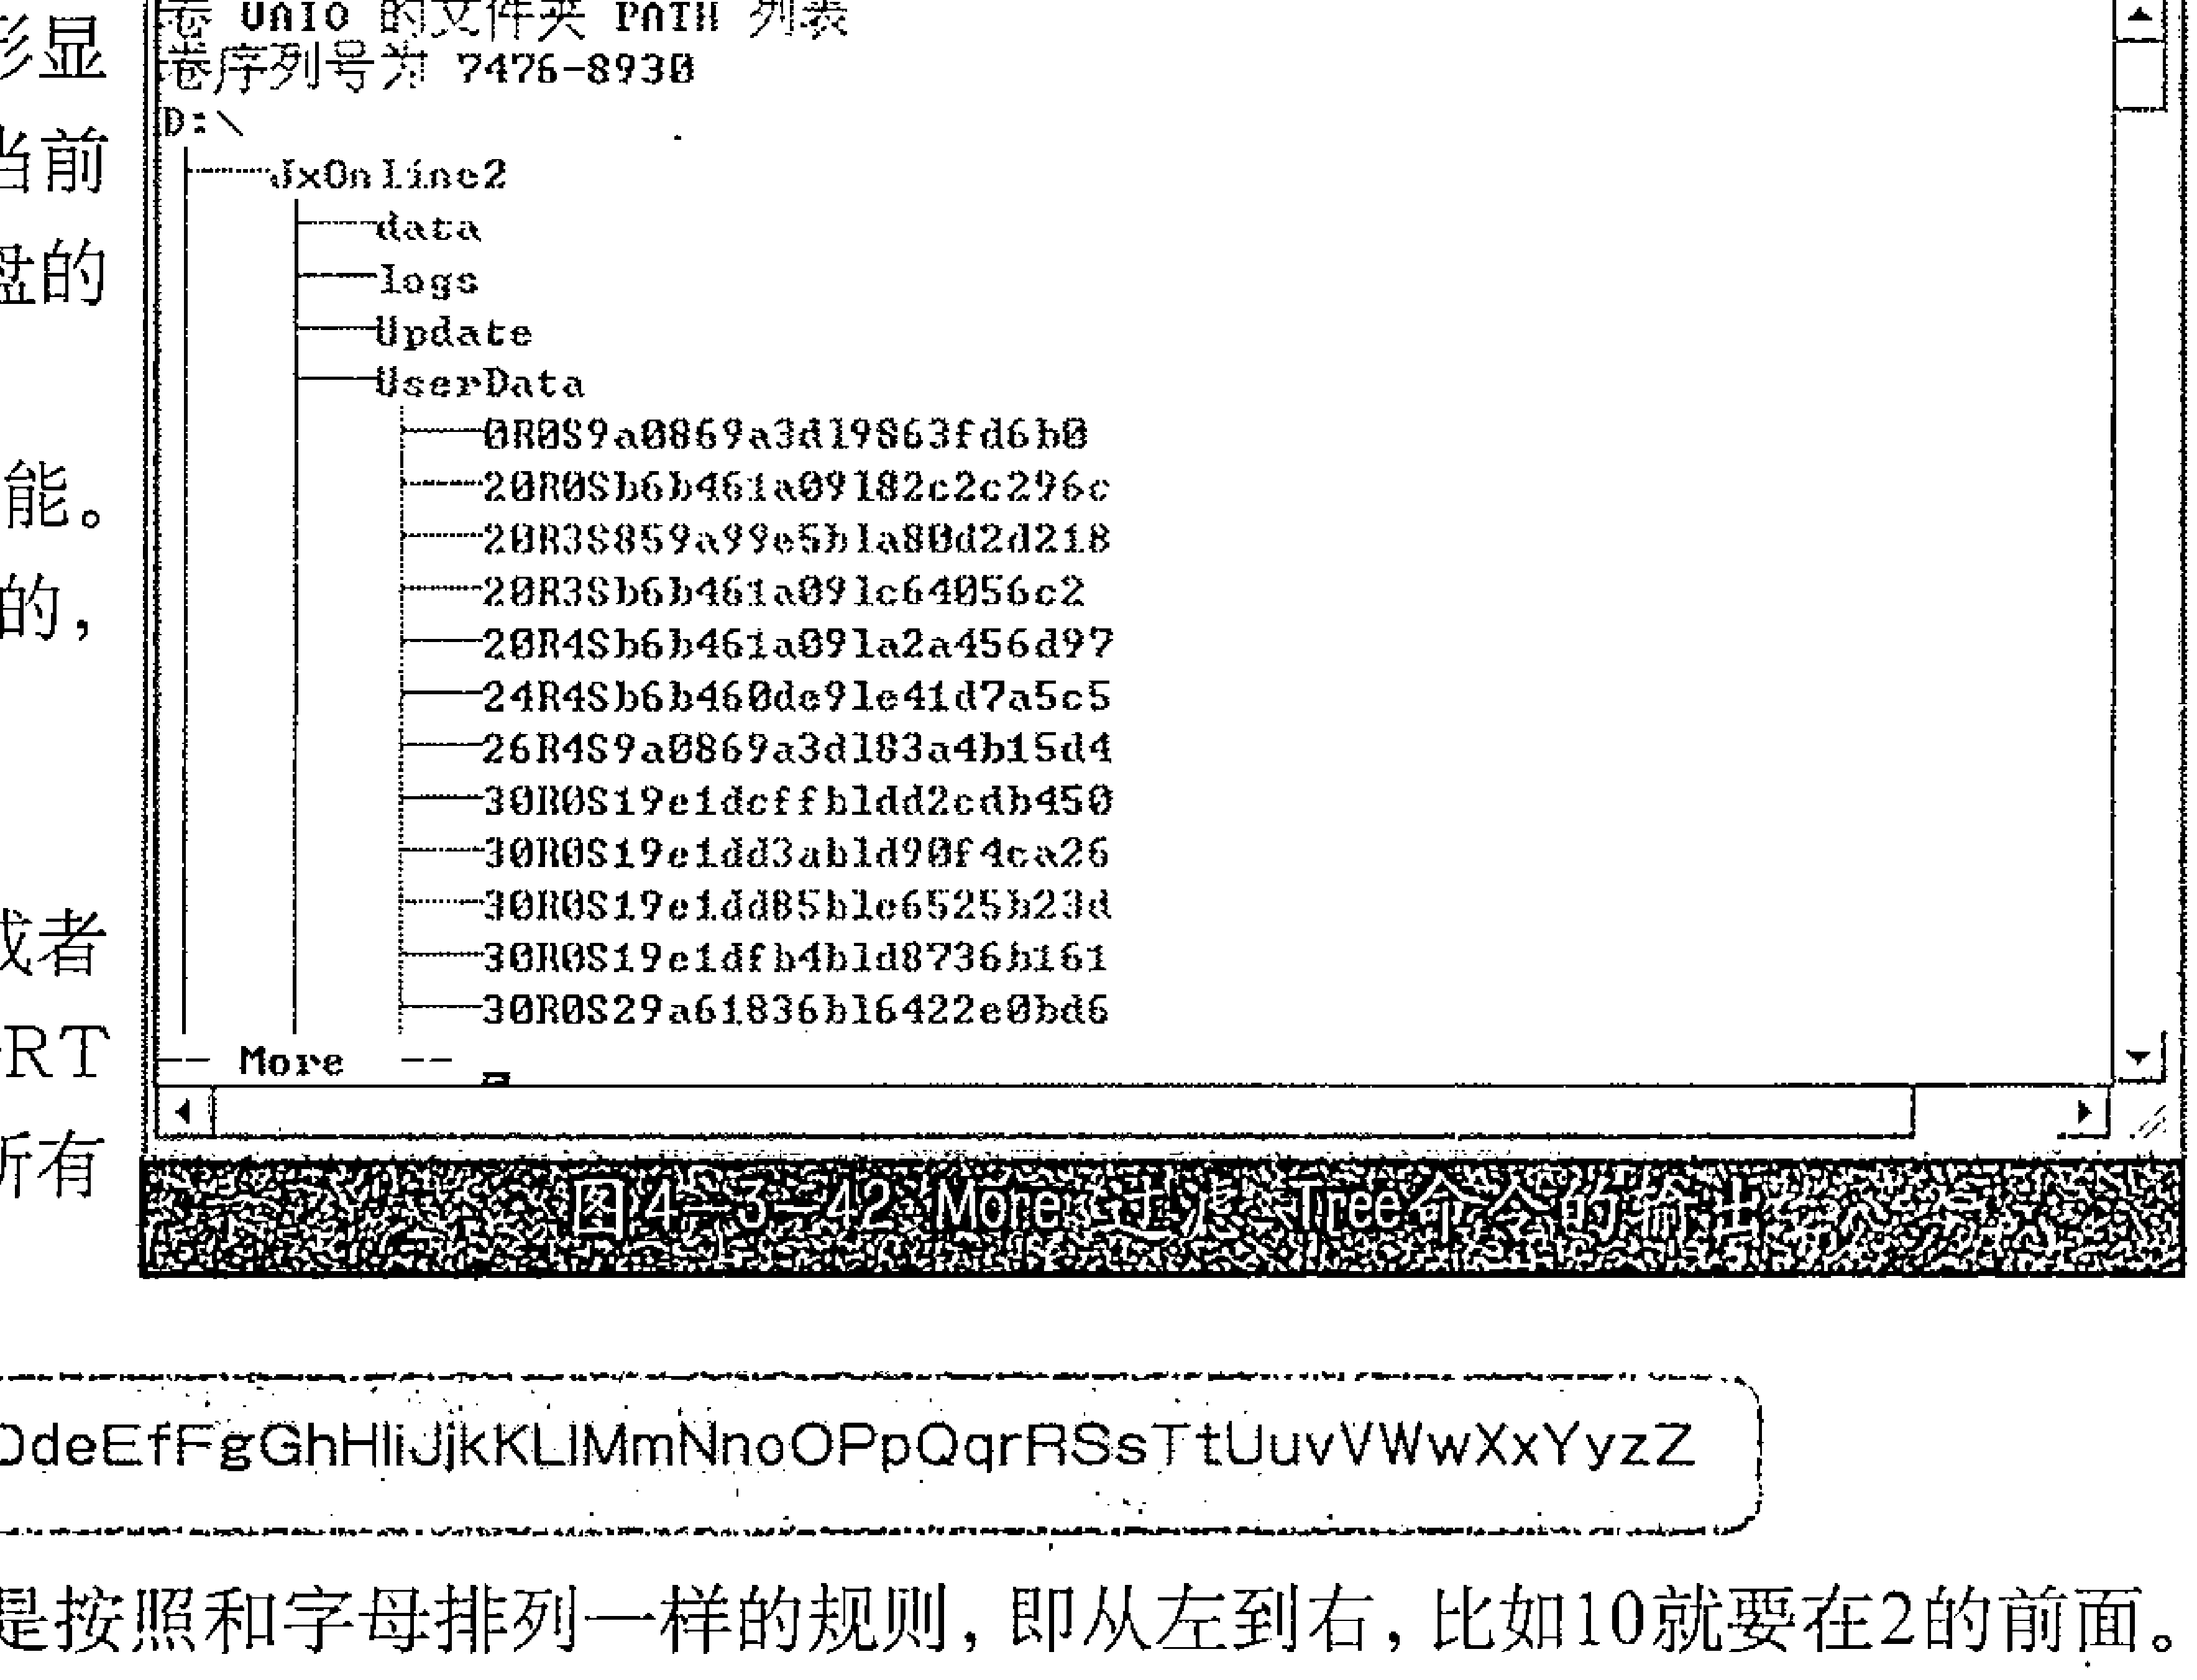 卷 VAIO 的文件夹 PATH 列表
卷序列号为 7476-8930
D:\
JxOnline2
data
logs
Update
UserData
0R0S9a0869a3d19863fd6b0
20R0Sb6b461a09182c2c296c
20R3S859a99e5b1a80d2d218
20R3Sb6b461a091c64056c2
20R4Sb6b461a091a2a456d97
24R4Sb6b460de91e41d7a5c5
26R4S9a0869a3d183a4b15d4
30R0S19e1dcffb1dd2cdb450
30R0S19e1dd3ab1d90f4ca26
30R0S19e1dd85b1e6525b23d
30R0S19e1dfb4b1d8736b161
30R0S29a61836b16422e0bd6
-- More --
形显
当前
盘的
能。
的,
或者
RT
所有
图4-3-42 More过滤Tree命令的输出
DdeEfFgGhHIiJjkKLlMmNnoOPpQqrRSsTtUuvVWwXxYyzZ
是按照和字母排列一样的规则, 即从左到右, 比如10就要在2的前面。